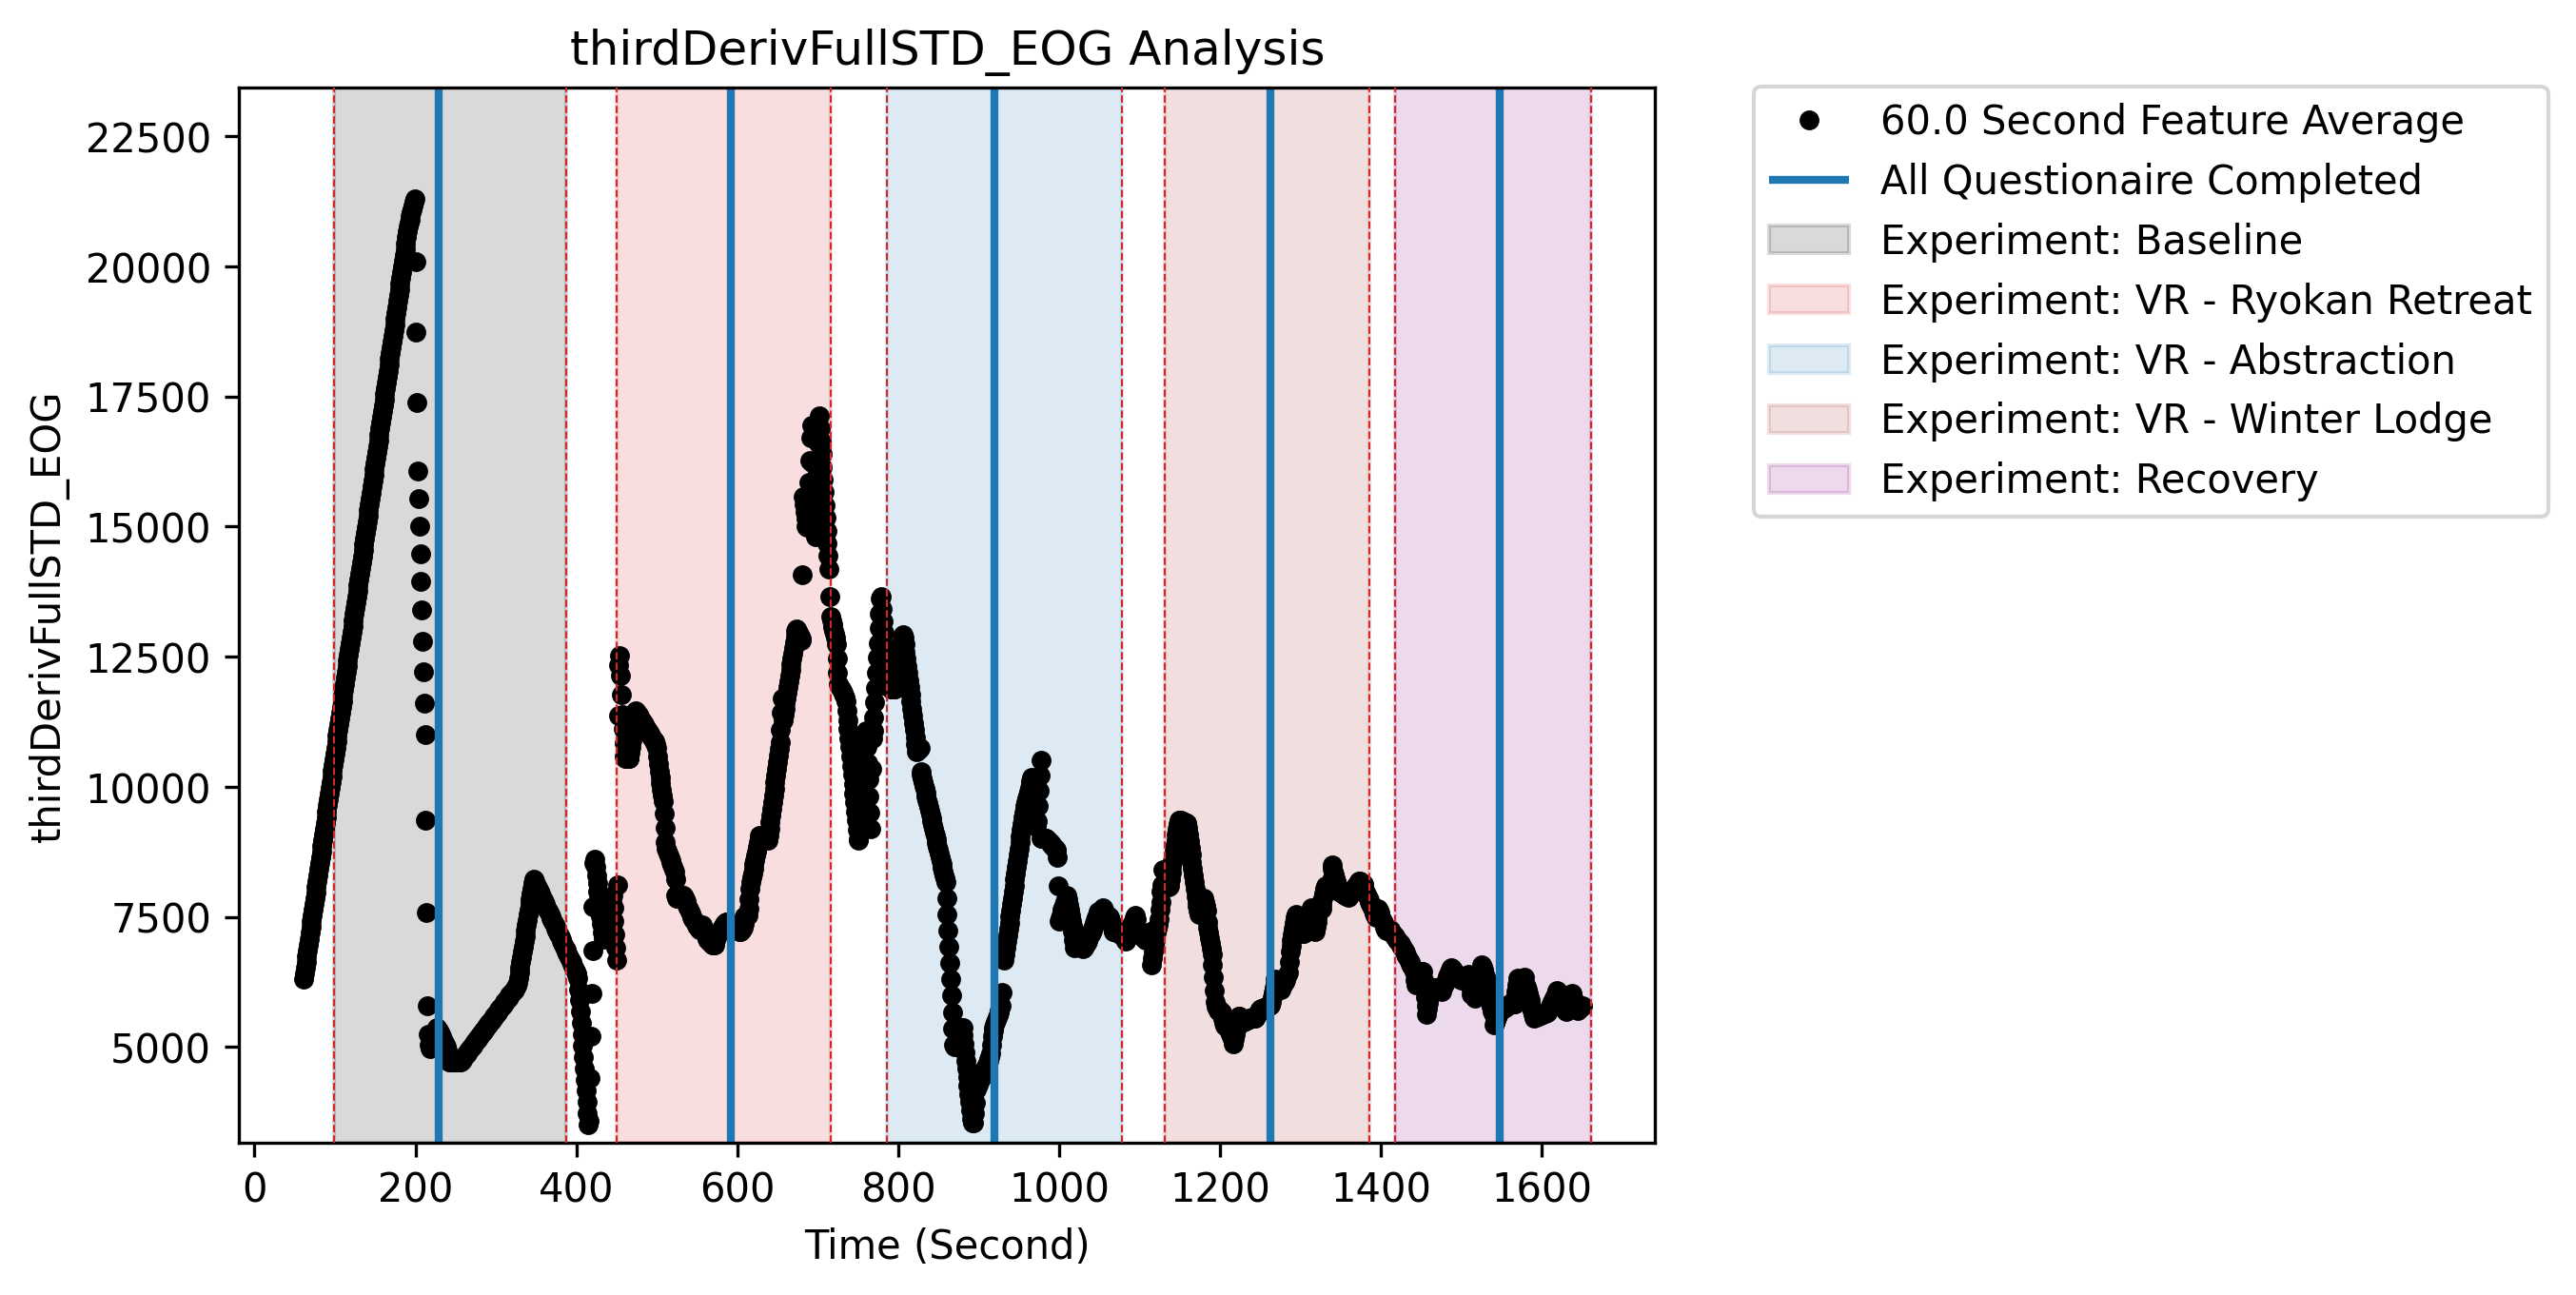 thirdDerivFullSTD_EOG Analysis
22500
20000
17500
15000
12500
10000
7500
5000
thirdDerivFullSTD_EOG
0 200 400 600 800 1000 1200 1400 1600
Time (Second)
60.0 Second Feature Average
All Questionaire Completed
Experiment: Baseline
Experiment: VR - Ryokan Retreat
Experiment: VR - Abstraction
Experiment: VR - Winter Lodge
Experiment: Recovery